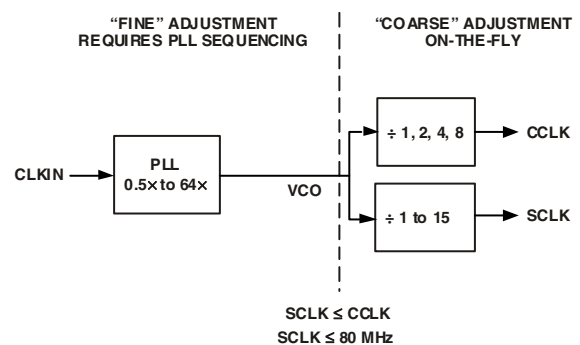 “FINE” ADJUSTMENT
REQUIRES PLL SEQUENCING
“COARSE” ADJUSTMENT
ON-THE-FLY
CLKIN
PLL
0.5× to 64×
VCO
÷ 1, 2, 4, 8
CCLK
÷ 1 to 15
SCLK
SCLK ≤ CCLK
SCLK ≤ 80 MHz